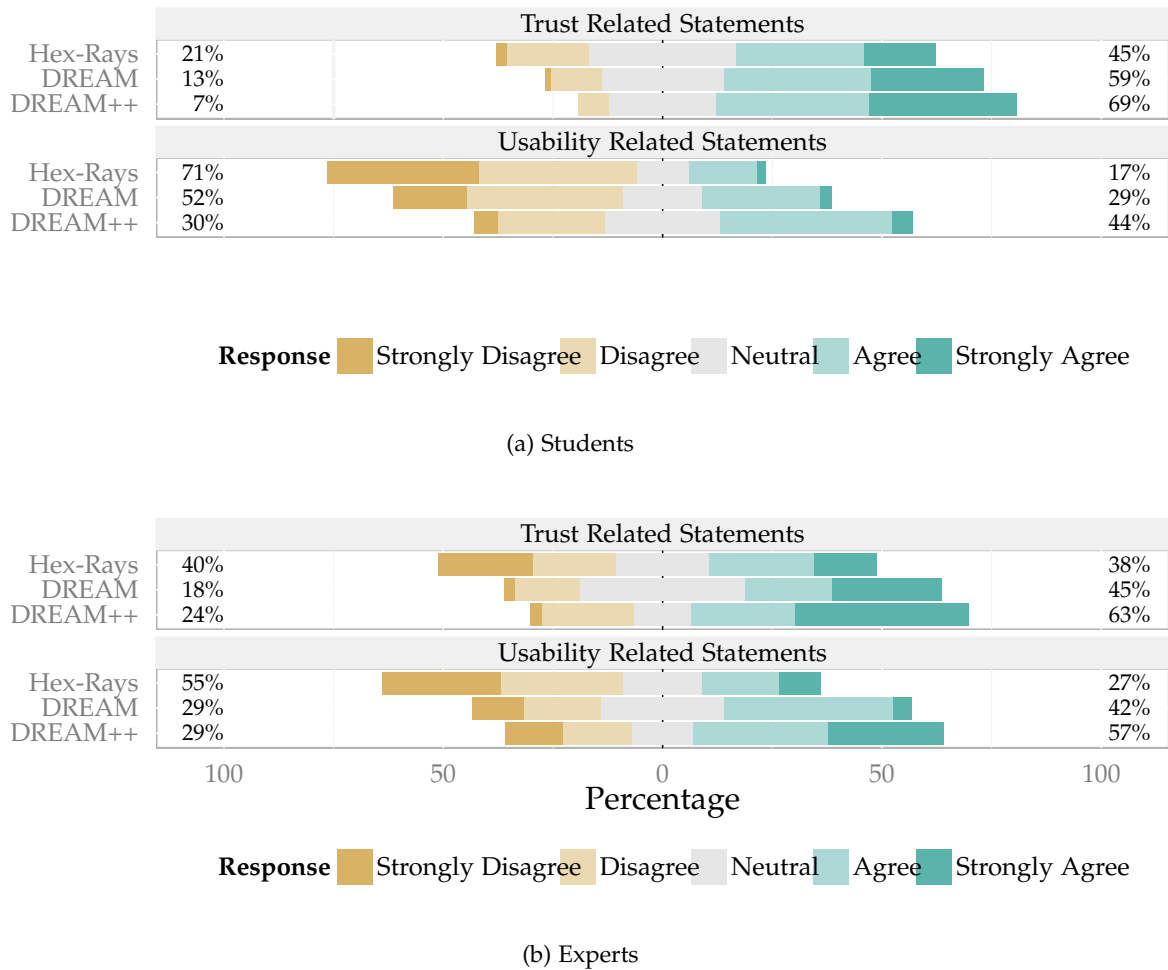 Trust Related Statements
Hex-Rays 21% 45%
DREAM 13% 59%
DREAM++ 7% 69%
Usability Related Statements
Hex-Rays 71% 17%
DREAM 52% 29%
DREAM++ 30% 44%
Response Strongly Disagree Disagree Neutral Agree Strongly Agree
(a) Students
Trust Related Statements
Hex-Rays 40% 38%
DREAM 18% 45%
DREAM++ 24% 63%
Usability Related Statements
Hex-Rays 55% 27%
DREAM 29% 42%
DREAM++ 29% 57%
100 50 0 50 100
Percentage
Response Strongly Disagree Disagree Neutral Agree Strongly Agree
(b) Experts